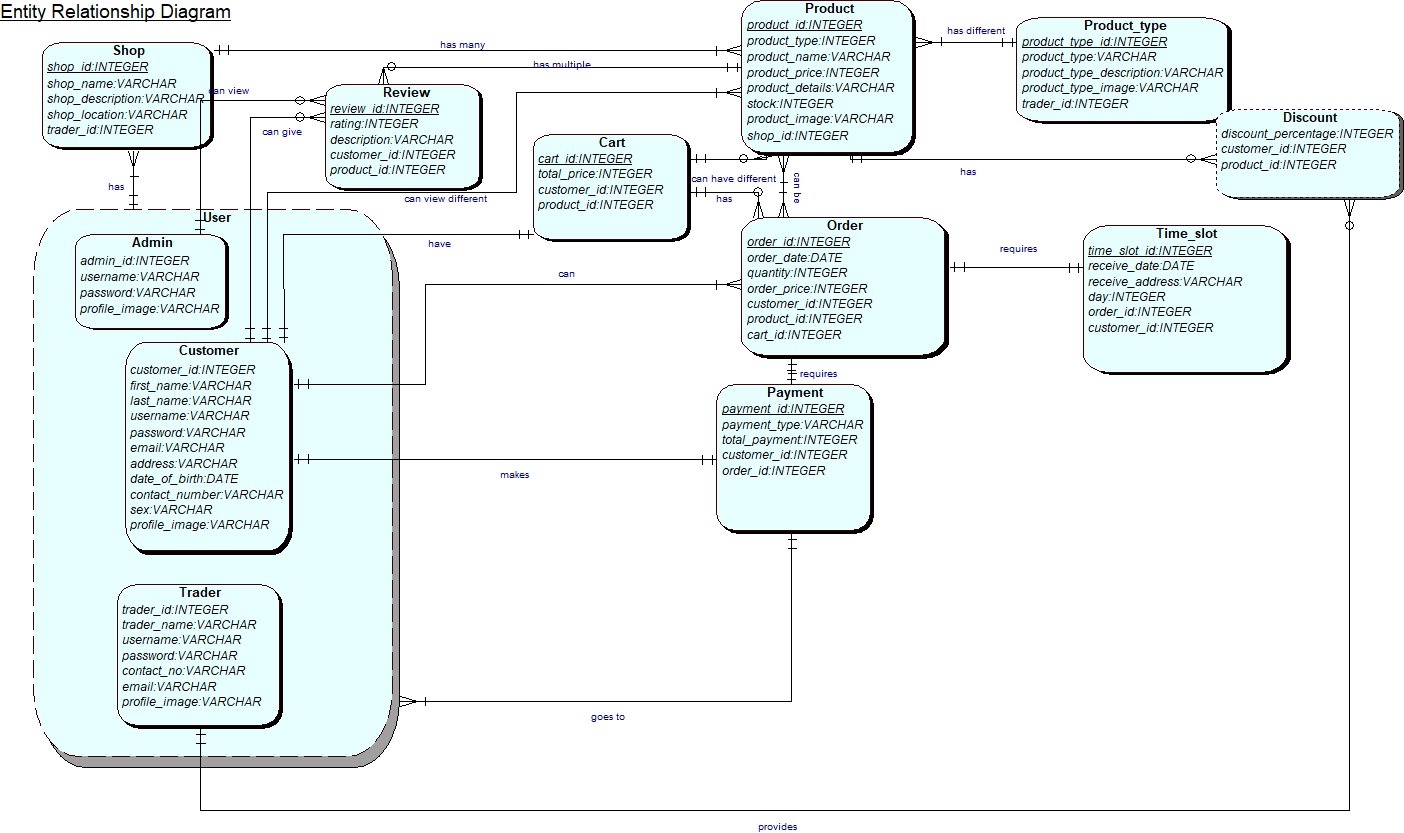 Entity Relationship Diagram
Shop
shop_id:INTEGER
shop_name:VARCHAR
shop_description:VARCHAR
shop_location:VARCHAR
trader_id:INTEGER
Review
review_id:INTEGER
rating:INTEGER
description:VARCHAR
customer_id:INTEGER
product_id:INTEGER
Cart
cart_id:INTEGER
total_price:INTEGER
customer_id:INTEGER
product_id:INTEGER
Product
product_id:INTEGER
product_type:INTEGER
product_name:VARCHAR
product_price:INTEGER
product_details:VARCHAR
stock:INTEGER
product_image:VARCHAR
shop_id:INTEGER
Product_type
product_type_id:INTEGER
product_type:VARCHAR
product_type_description:VARCHAR
product_type_image:VARCHAR
trader_id:INTEGER
Discount
discount_percentage:INTEGER
customer_id:INTEGER
product_id:INTEGER
has many
has multiple
has different
can view
can give
can have different
has
can be
has
has
can view different
have
can
requires
requires
makes
goes to
provides
User
Admin
admin_id:INTEGER
username:VARCHAR
password:VARCHAR
profile_image:VARCHAR
Customer
customer_id:INTEGER
first_name:VARCHAR
last_name:VARCHAR
username:VARCHAR
password:VARCHAR
email:VARCHAR
address:VARCHAR
date_of_birth:DATE
contact_number:VARCHAR
sex:VARCHAR
profile_image:VARCHAR
Trader
trader_id:INTEGER
trader_name:VARCHAR
username:VARCHAR
password:VARCHAR
contact_no:VARCHAR
email:VARCHAR
profile_image:VARCHAR
Order
order_id:INTEGER
order_date:DATE
quantity:INTEGER
order_price:INTEGER
customer_id:INTEGER
product_id:INTEGER
cart_id:INTEGER
Time_slot
time_slot_id:INTEGER
receive_date:DATE
receive_address:VARCHAR
day:INTEGER
order_id:INTEGER
customer_id:INTEGER
Payment
payment_id:INTEGER
payment_type:VARCHAR
total_payment:INTEGER
customer_id:INTEGER
order_id:INTEGER